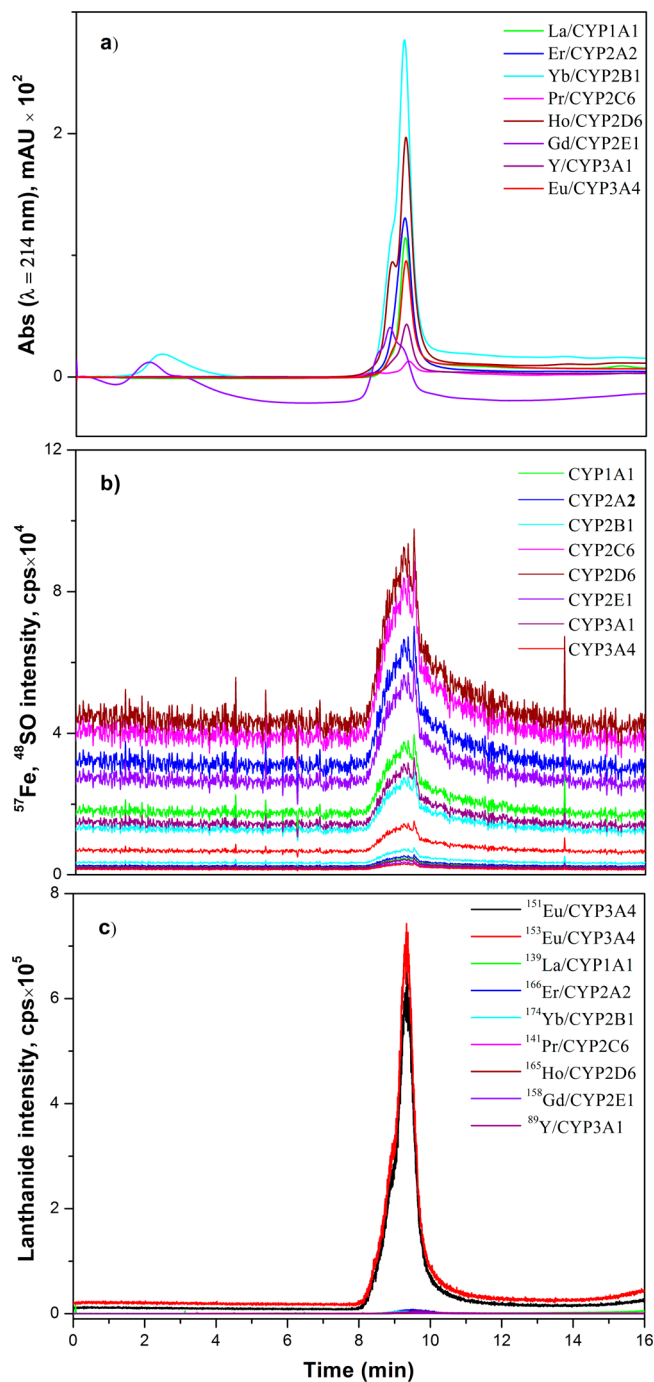 a)
La/CYP1A1
Er/CYP2A2
Yb/CYP2B1
Pr/CYP2C6
Ho/CYP2D6
Gd/CYP2E1
Y/CYP3A1
Eu/CYP3A4
Abs (λ = 214 nm), mAU × 10²
2
0
b)
CYP1A1
CYP2A2
CYP2B1
CYP2C6
CYP2D6
CYP2E1
CYP3A1
CYP3A4
⁵⁷Fe, ⁴⁸SO intensity, cps×10⁴
12
8
4
0
c)
¹⁵¹Eu/CYP3A4
¹⁵³Eu/CYP3A4
¹³⁹La/CYP1A1
¹⁶⁶Er/CYP2A2
¹⁷⁴Yb/CYP2B1
¹⁴¹Pr/CYP2C6
¹⁶⁵Ho/CYP2D6
¹⁵⁸Gd/CYP2E1
⁸⁹Y/CYP3A1
Lanthanide intensity, cps×10⁵
8
6
4
2
0
0 2 4 6 8 10 12 14 16
Time (min)